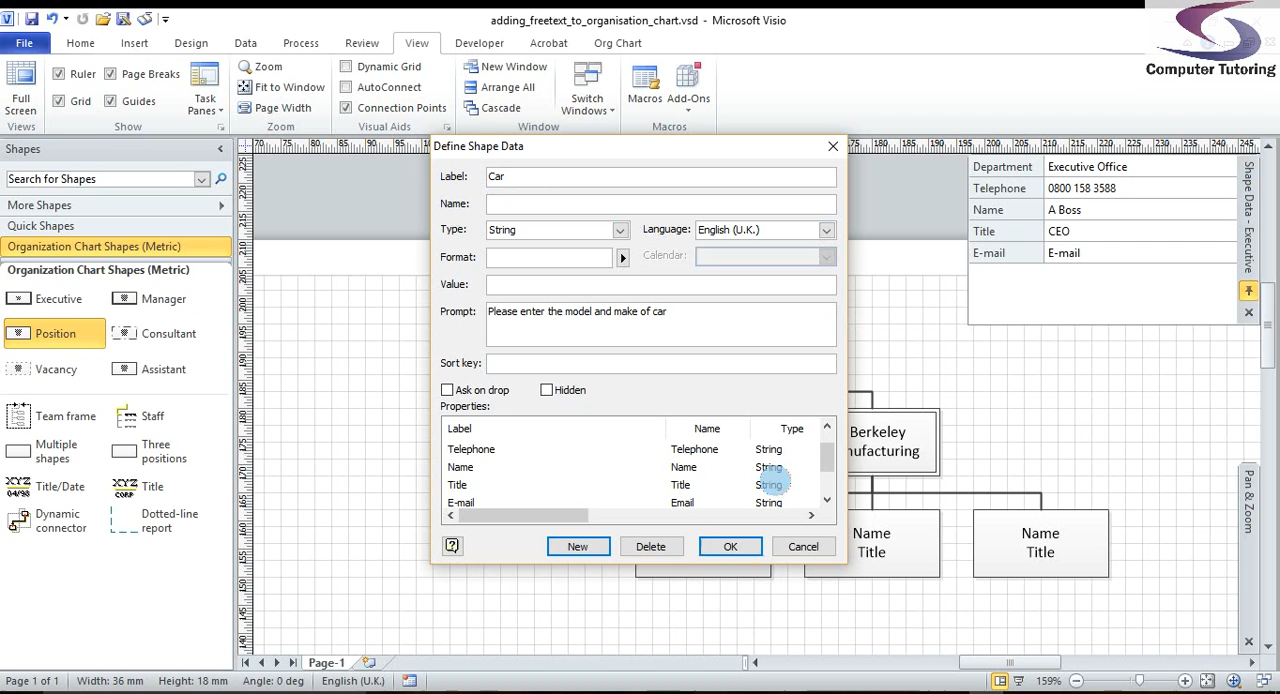 adding_freetext_to_organisation_chart.vsd - Microsoft Visio
File Home Insert Design Data Process Review View Developer Acrobat Org Chart
Computer Tutoring
Full Screen
Ruler Page Breaks
Grid Guides
Task Panes
Zoom
Fit to Window
Page Width
Dynamic Grid
AutoConnect
Connection Points
New Window
Arrange All
Cascade
Switch Windows
Macros Add-Ons
Views Show Zoom Visual Aids Window Macros
Shapes
Search for Shapes
More Shapes
Quick Shapes
Organization Chart Shapes (Metric)
Organization Chart Shapes (Metric)
Executive Manager
Position Consultant
Vacancy Assistant
Team frame Staff
Multiple shapes Three positions
Title/Date Title
Dynamic connector Dotted-line report
Define Shape Data
Label: Car
Name:
Type: String Language: English (U.K.)
Format: Calendar:
Value:
Prompt: Please enter the model and make of car
Sort key:
Ask on drop Hidden
Properties:
Label Name Type
Telephone Telephone String
Name Name String
Title Title String
E-mail Email String
New Delete OK Cancel
Department Executive Office
Telephone 0800 158 3588
Name A Boss
Title CEO
E-mail E-mail
Shape Data - Executive
Pan & Zoom
Berkeley
Name
Title
Name
Title
Page-1
Page 1 of 1 Width: 36 mm Height: 18 mm Angle: 0 deg English (U.K.) 159%